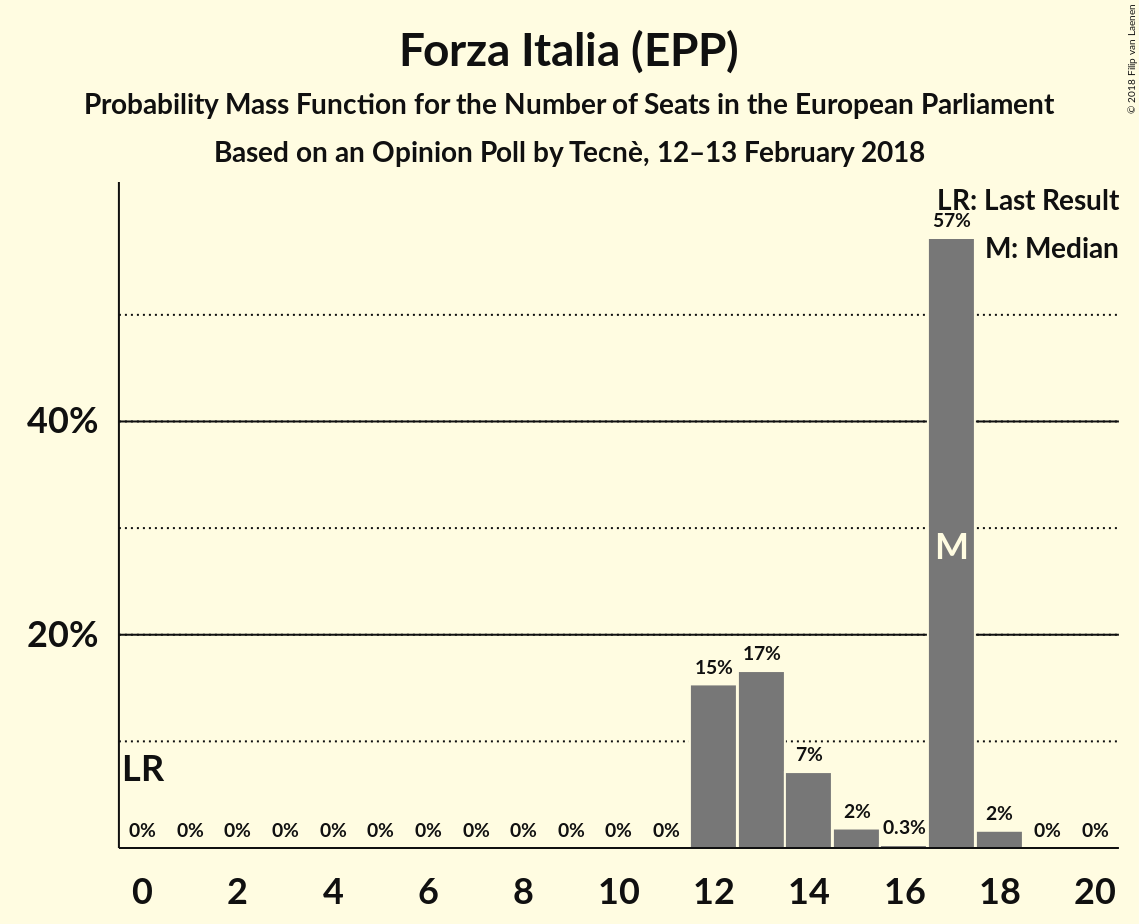 Forza Italia (EPP)
Probability Mass Function for the Number of Seats in the European Parliament
Based on an Opinion Poll by Tecnè, 12–13 February 2018
© 2018 Filip van Laenen
LR: Last Result
M: Median
57%
40%
M
20%
15% 17%
7%
LR
2% 0.3% 2%
0% 0% 0% 0% 0% 0% 0% 0% 0% 0% 0% 0% 0% 0%
0 2 4 6 8 10 12 14 16 18 20